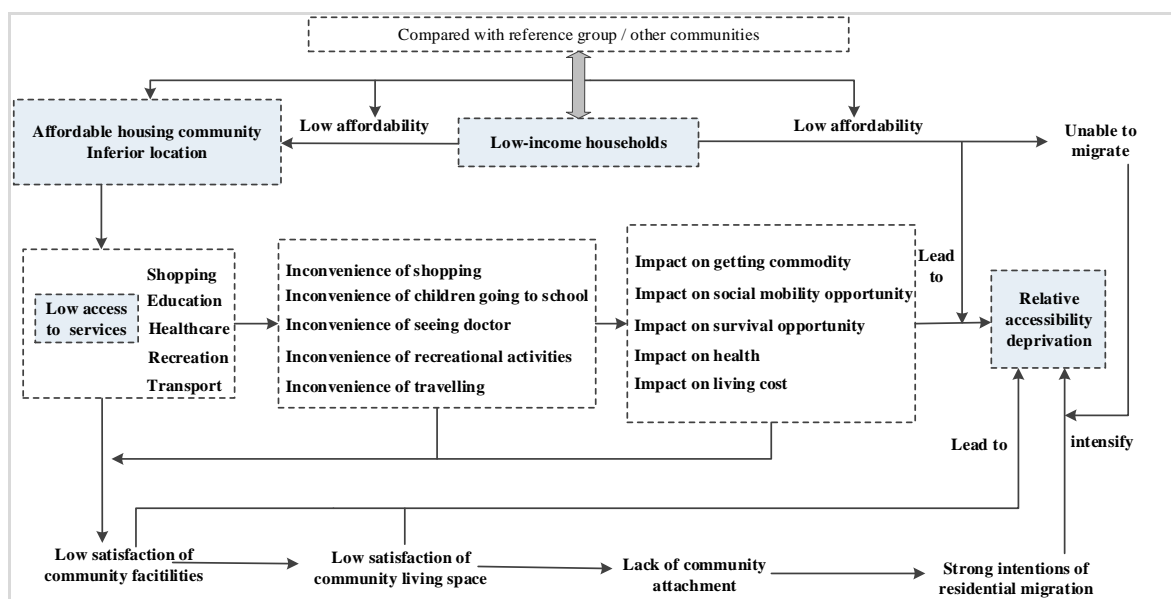 Compared with reference group / other communities
Affordable housing community
Inferior location
Low affordability
Low-income households
Low affordability
Unable to
migrate
Low access
to services
Shopping
Education
Healthcare
Recreation
Transport
Inconvenience of shopping
Inconvenience of children going to school
Inconvenience of seeing doctor
Inconvenience of recreational activities
Inconvenience of travelling
Impact on getting commodity
Impact on social mobility opportunity
Impact on survival opportunity
Impact on health
Impact on living cost
Lead
to
Relative
accessibility
deprivation
Lead to
intensify
Low satisfaction of
community facitilities
Low satisfaction of
community living space
Lack of community
attachment
Strong intentions of
residential migration